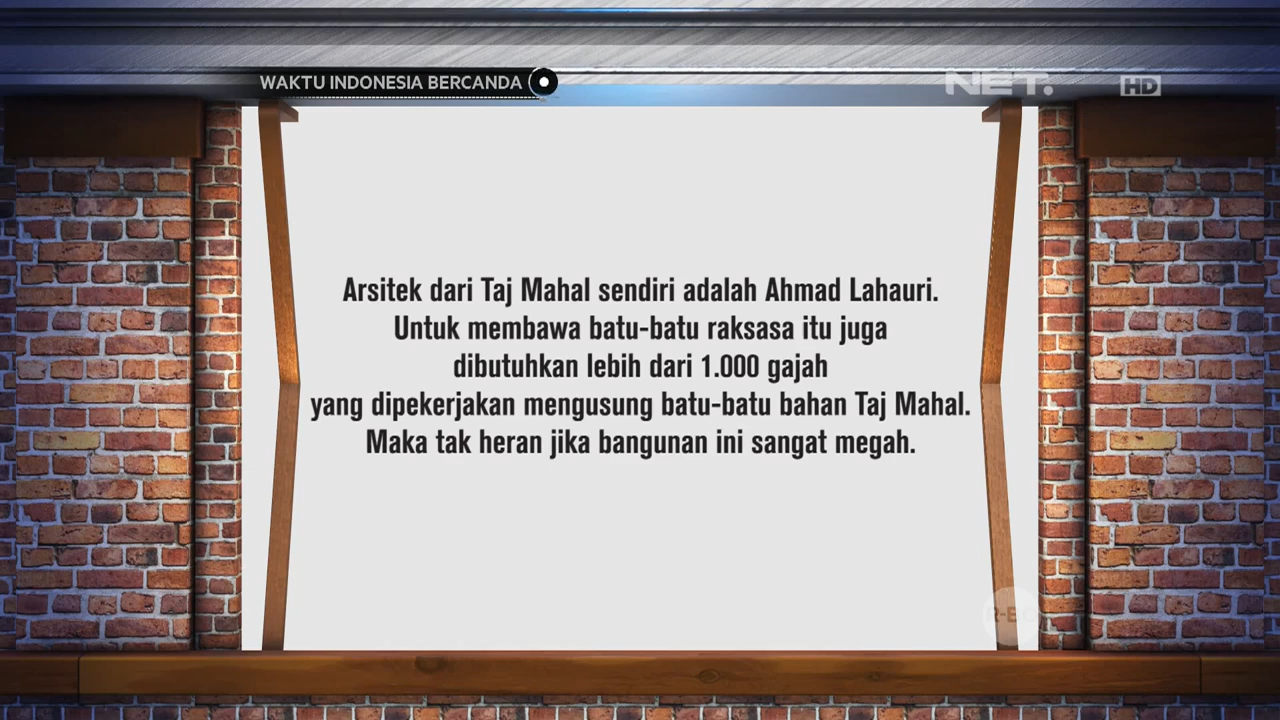 WAKTU INDONESIA BERCANDA
NET.
HD
Arsitek dari Taj Mahal sendiri adalah Ahmad Lahauri.
Untuk membawa batu-batu raksasa itu juga
dibutuhkan lebih dari 1.000 gajah
yang dipekerjakan mengusung batu-batu bahan Taj Mahal.
Maka tak heran jika bangunan ini sangat megah.